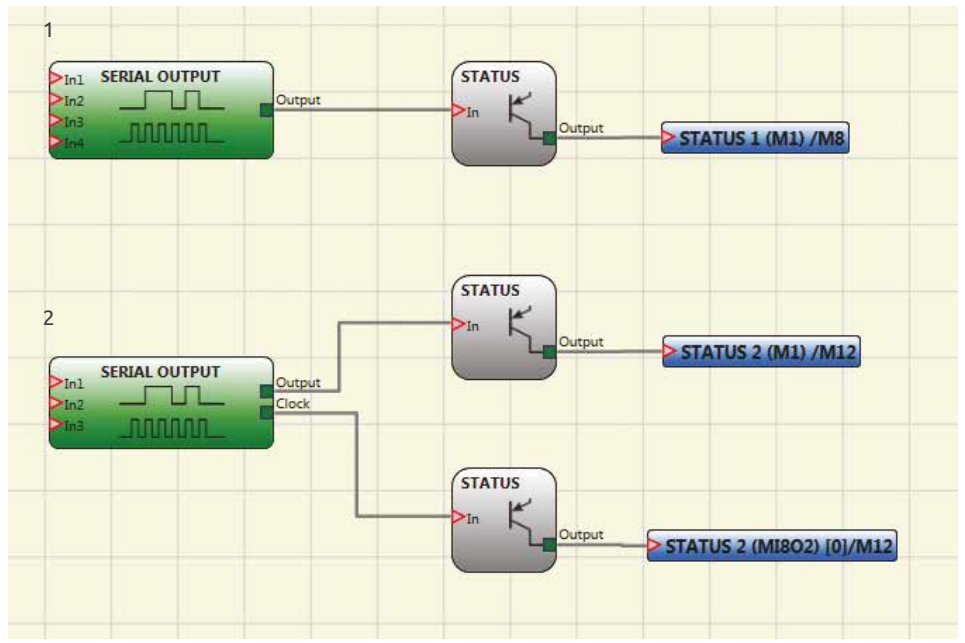 1
SERIAL OUTPUT
In1
In2
In3
In4
Output
STATUS
In
Output
STATUS 1 (M1) /M8
2
SERIAL OUTPUT
In1
In2
In3
Output
Clock
STATUS
In
Output
STATUS 2 (M1) /M12
STATUS
In
Output
STATUS 2 (MI8O2) [0]/M12